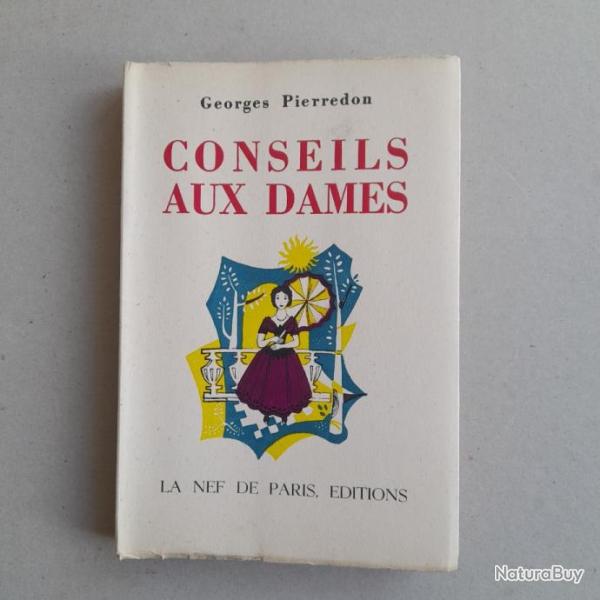 Georges Pierredon
CONSEILS
AUX DAMES
LA NEF DE PARIS, EDITIONS
NaturaBuy